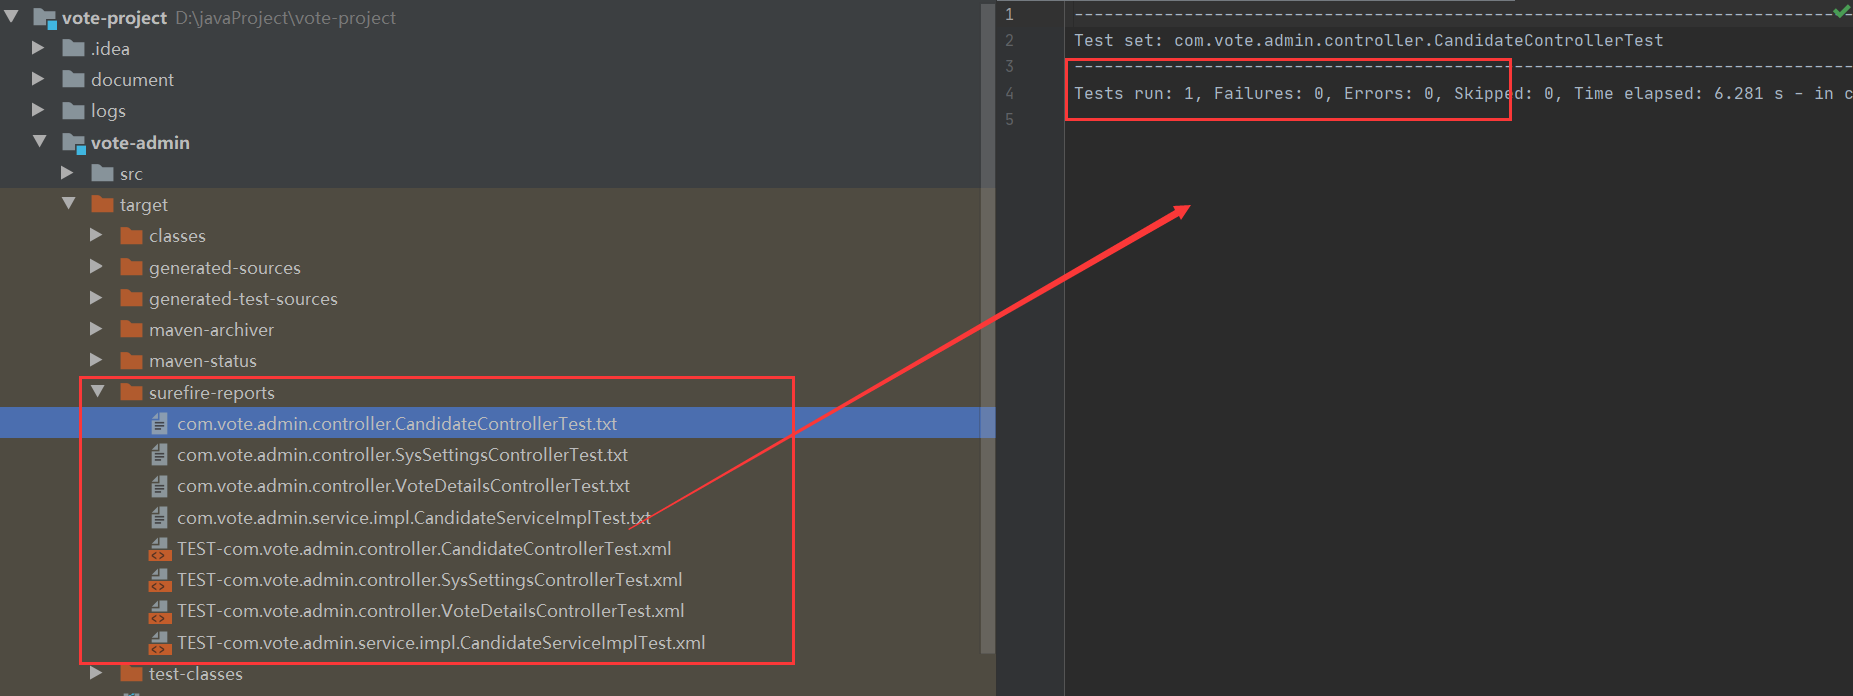 vote-project D:\javaProject\vote-project
.idea
document
logs
vote-admin
src
target
classes
generated-sources
generated-test-sources
maven-archiver
maven-status
surefire-reports
com.vote.admin.controller.CandidateControllerTest.txt
com.vote.admin.controller.SysSettingsControllerTest.txt
com.vote.admin.controller.VoteDetailsControllerTest.txt
com.vote.admin.service.impl.CandidateServiceImplTest.txt
TEST-com.vote.admin.controller.CandidateControllerTest.xml
TEST-com.vote.admin.controller.SysSettingsControllerTest.xml
TEST-com.vote.admin.controller.VoteDetailsControllerTest.xml
TEST-com.vote.admin.service.impl.CandidateServiceImplTest.xml
test-classes
1 -------------------------------------------------------------------------------
2 Test set: com.vote.admin.controller.CandidateControllerTest
3 -------------------------------------------------------------------------------
4 Tests run: 1, Failures: 0, Errors: 0, Skipped: 0, Time elapsed: 6.281 s - in c
5